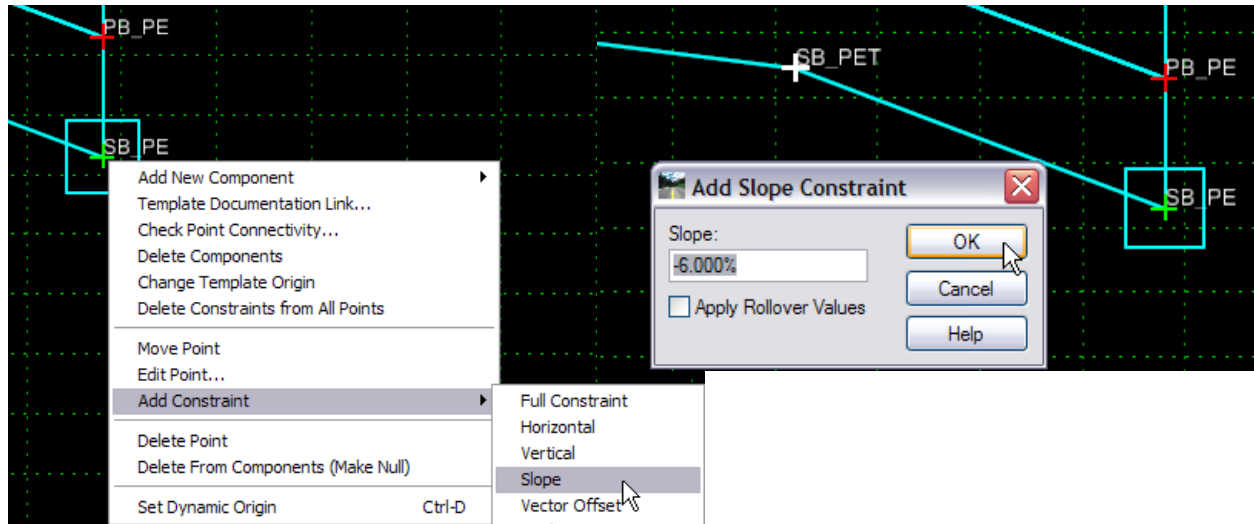 PB_PE
SB_PE
Add New Component
Template Documentation Link...
Check Point Connectivity...
Delete Components
Change Template Origin
Delete Constraints from All Points
Move Point
Edit Point...
Add Constraint
Delete Point
Delete From Components (Make Null)
Set Dynamic Origin Ctrl-D
Full Constraint
Horizontal
Vertical
Slope
Vector Offset
SB_PET
PB_PE
SB_PE
Add Slope Constraint
Slope:
-6.000%
Apply Rollover Values
OK
Cancel
Help